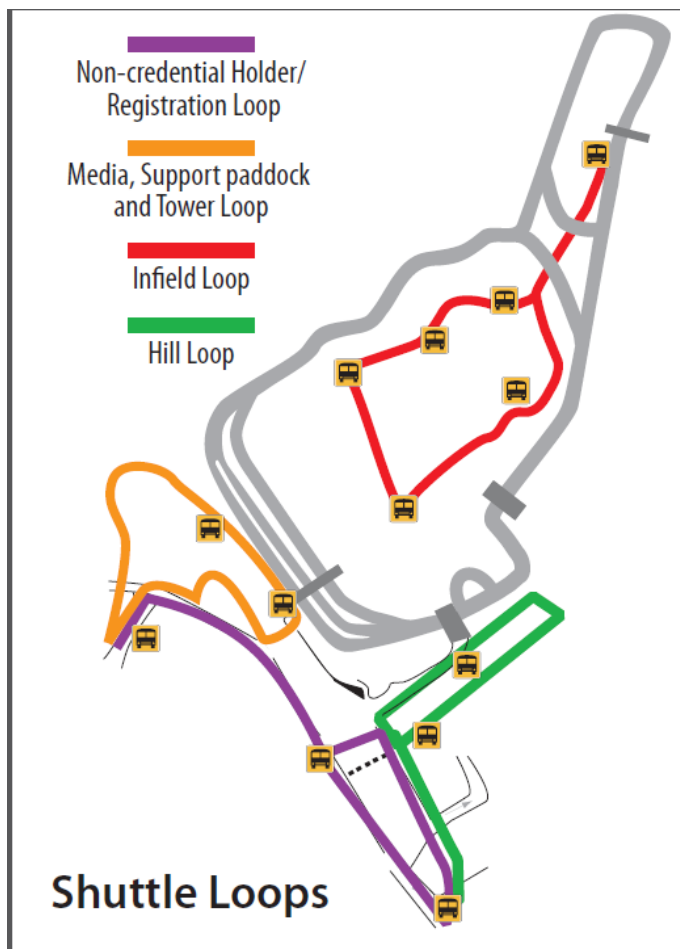 Non-credential Holder/
Registration Loop
Media, Support paddock
and Tower Loop
Infield Loop
Hill Loop
Shuttle Loops